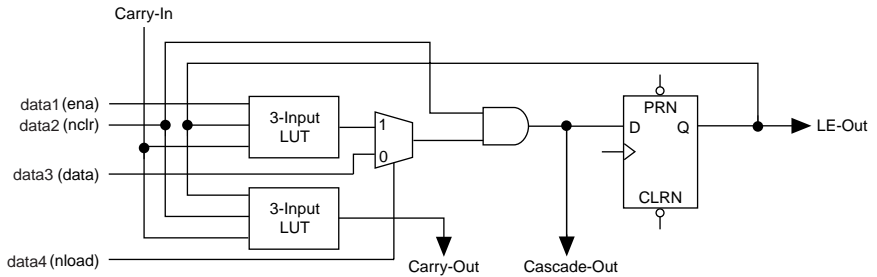 Carry-In
data1 (ena)
data2 (nclr)
3-Input
LUT
1
0
PRN
D
Q
LE-Out
data3 (data)
3-Input
LUT
CLRN
data4 (nload)
Carry-Out
Cascade-Out